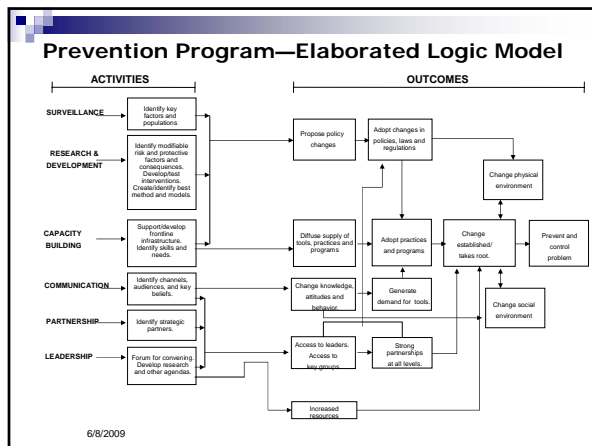 Prevention Program—Elaborated Logic Model
ACTIVITIES
OUTCOMES
SURVEILLANCE
Identify key
factors and
populations
RESEARCH &
DEVELOPMENT
Identify modifiable
risk and protective
factors and
consequences.
Develop/test
interventions.
Create/identify best
method and models.
CAPACITY
BUILDING
Support/develop
frontline
infrastructure.
Identify skills and
needs.
COMMUNICATION
Identify channels,
audiences, and key
beliefs.
PARTNERSHIP
Identify strategic
partners.
LEADERSHIP
Forum for convening.
Develop research
and other agendas.
Propose policy
changes
Adopt changes in
policies, laws and
regulations
Change physical
environment
Diffuse supply of
tools, practices and
programs
Adopt practices
and programs
Change
established/
takes root.
Prevent and
control
problem
Change knowledge,
attitudes and
behavior.
Generate
demand for tools.
Change social
environment
Access to leaders.
Access to
key groups.
Strong
partnerships
at all levels.
Increased
resources
6/8/2009